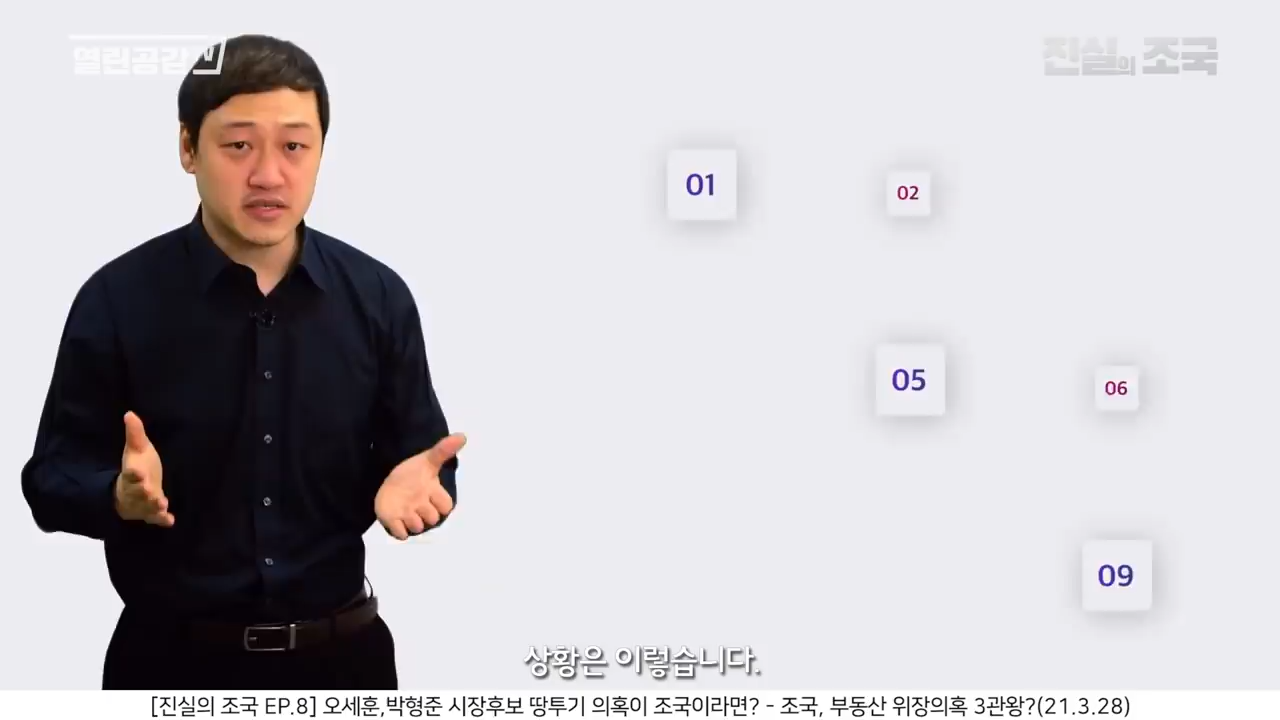 열린공감TV
진실의 조국
01
02
05
06
09
상황은 이렇습니다.
[진실의 조국 EP.8] 오세훈,박형준 시장후보 땅투기 의혹이 조국이라면? - 조국, 부동산 위장의혹 3관왕?(21.3.28)